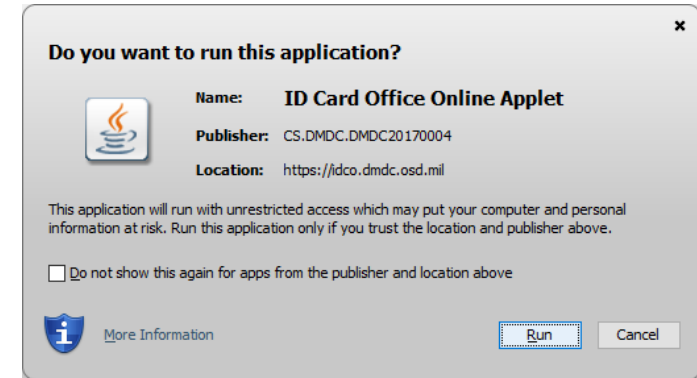 Do you want to run this application?
Name: ID Card Office Online Applet
Publisher: CS.DMDC.DMDC20170004
Location: https://idco.dmdc.osd.mil
This application will run with unrestricted access which may put your computer and personal
information at risk. Run this application only if you trust the location and publisher above.
Do not show this again for apps from the publisher and location above
More Information
Run Cancel